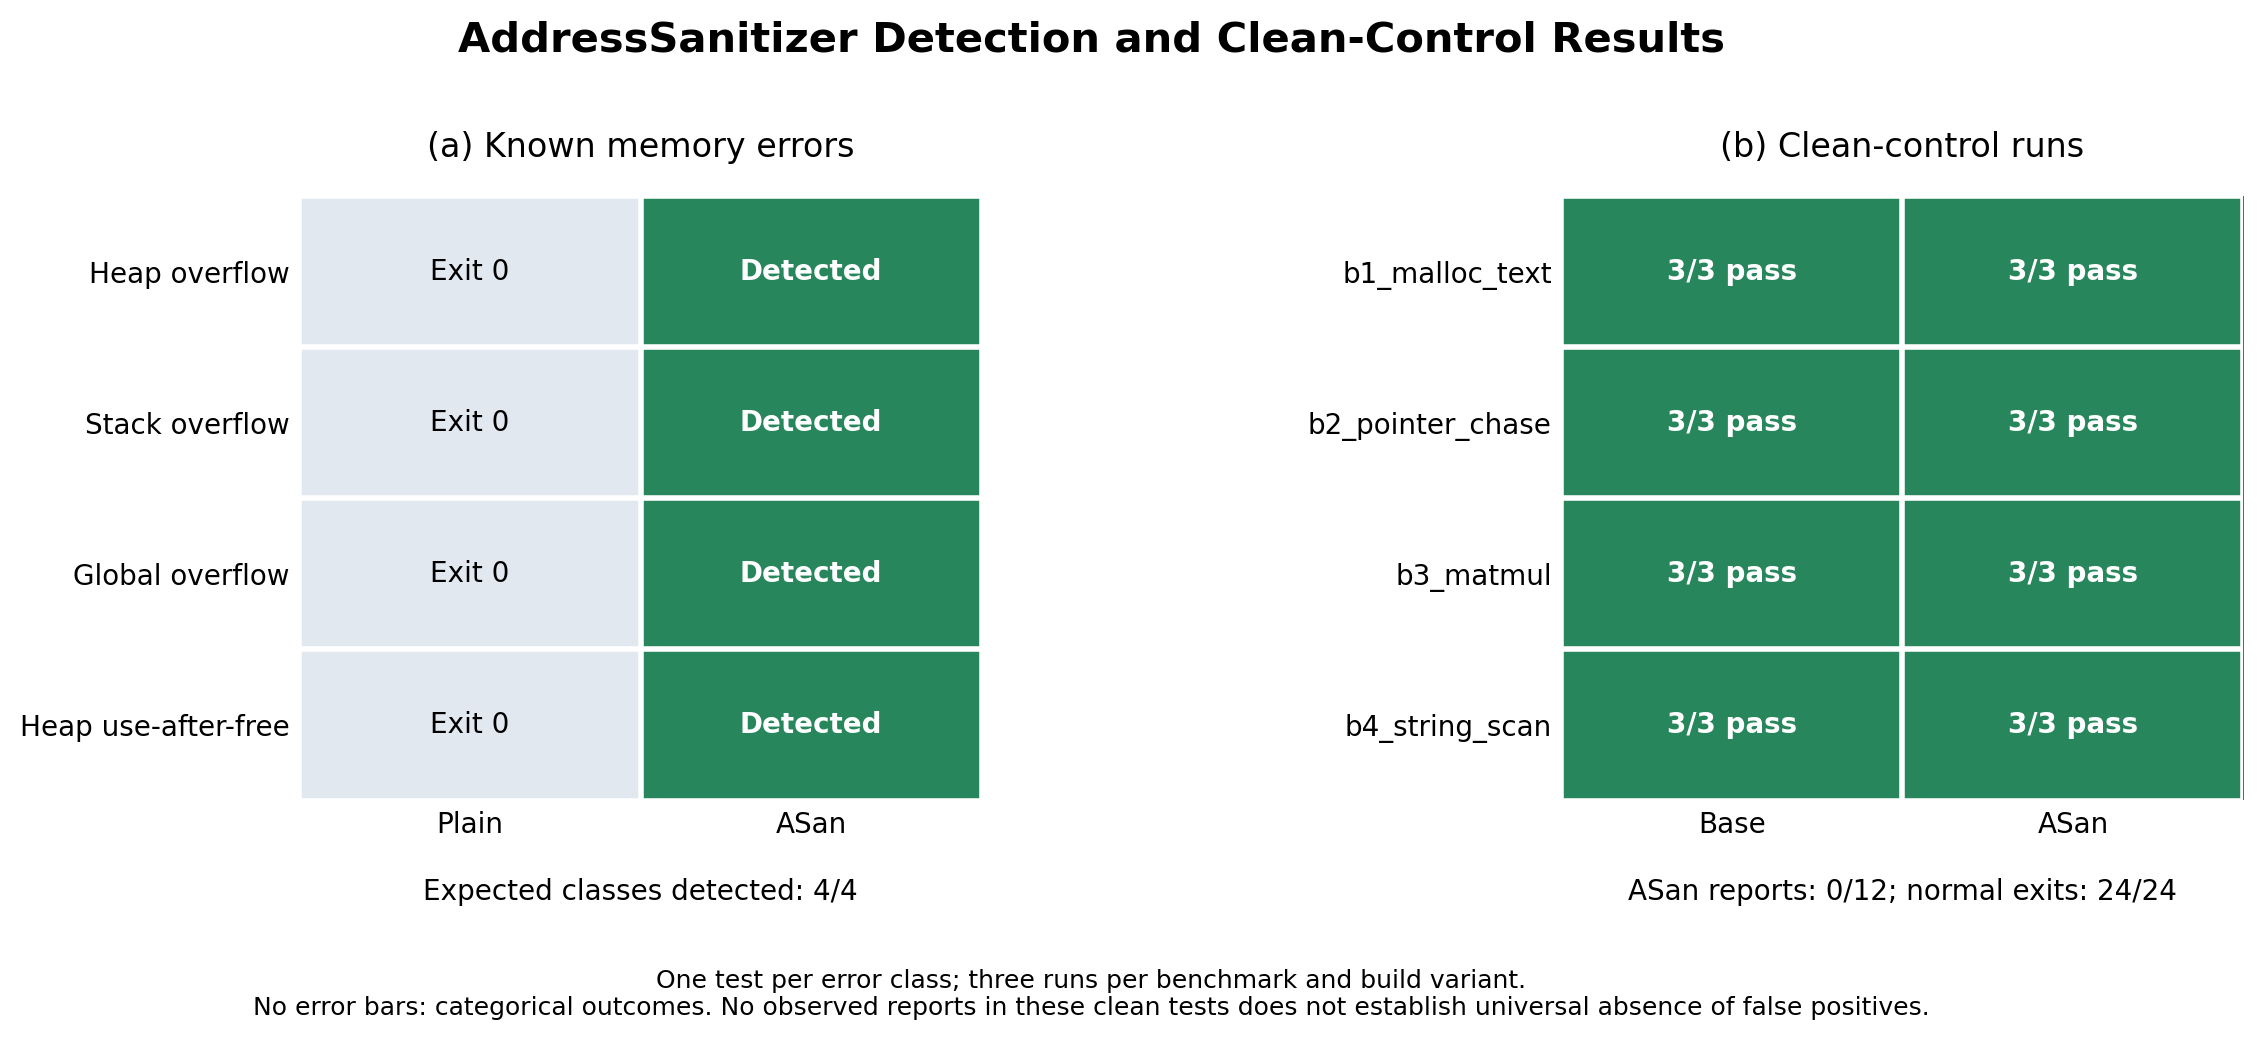 AddressSanitizer Detection and Clean-Control Results
(a) Known memory errors
Heap overflow Exit 0 Detected
Stack overflow Exit 0 Detected
Global overflow Exit 0 Detected
Heap use-after-free Exit 0 Detected
Plain ASan
Expected classes detected: 4/4
(b) Clean-control runs
b1_malloc_text 3/3 pass 3/3 pass
b2_pointer_chase 3/3 pass 3/3 pass
b3_matmul 3/3 pass 3/3 pass
b4_string_scan 3/3 pass 3/3 pass
Base ASan
ASan reports: 0/12; normal exits: 24/24
One test per error class; three runs per benchmark and build variant.
No error bars: categorical outcomes. No observed reports in these clean tests does not establish universal absence of false positives.